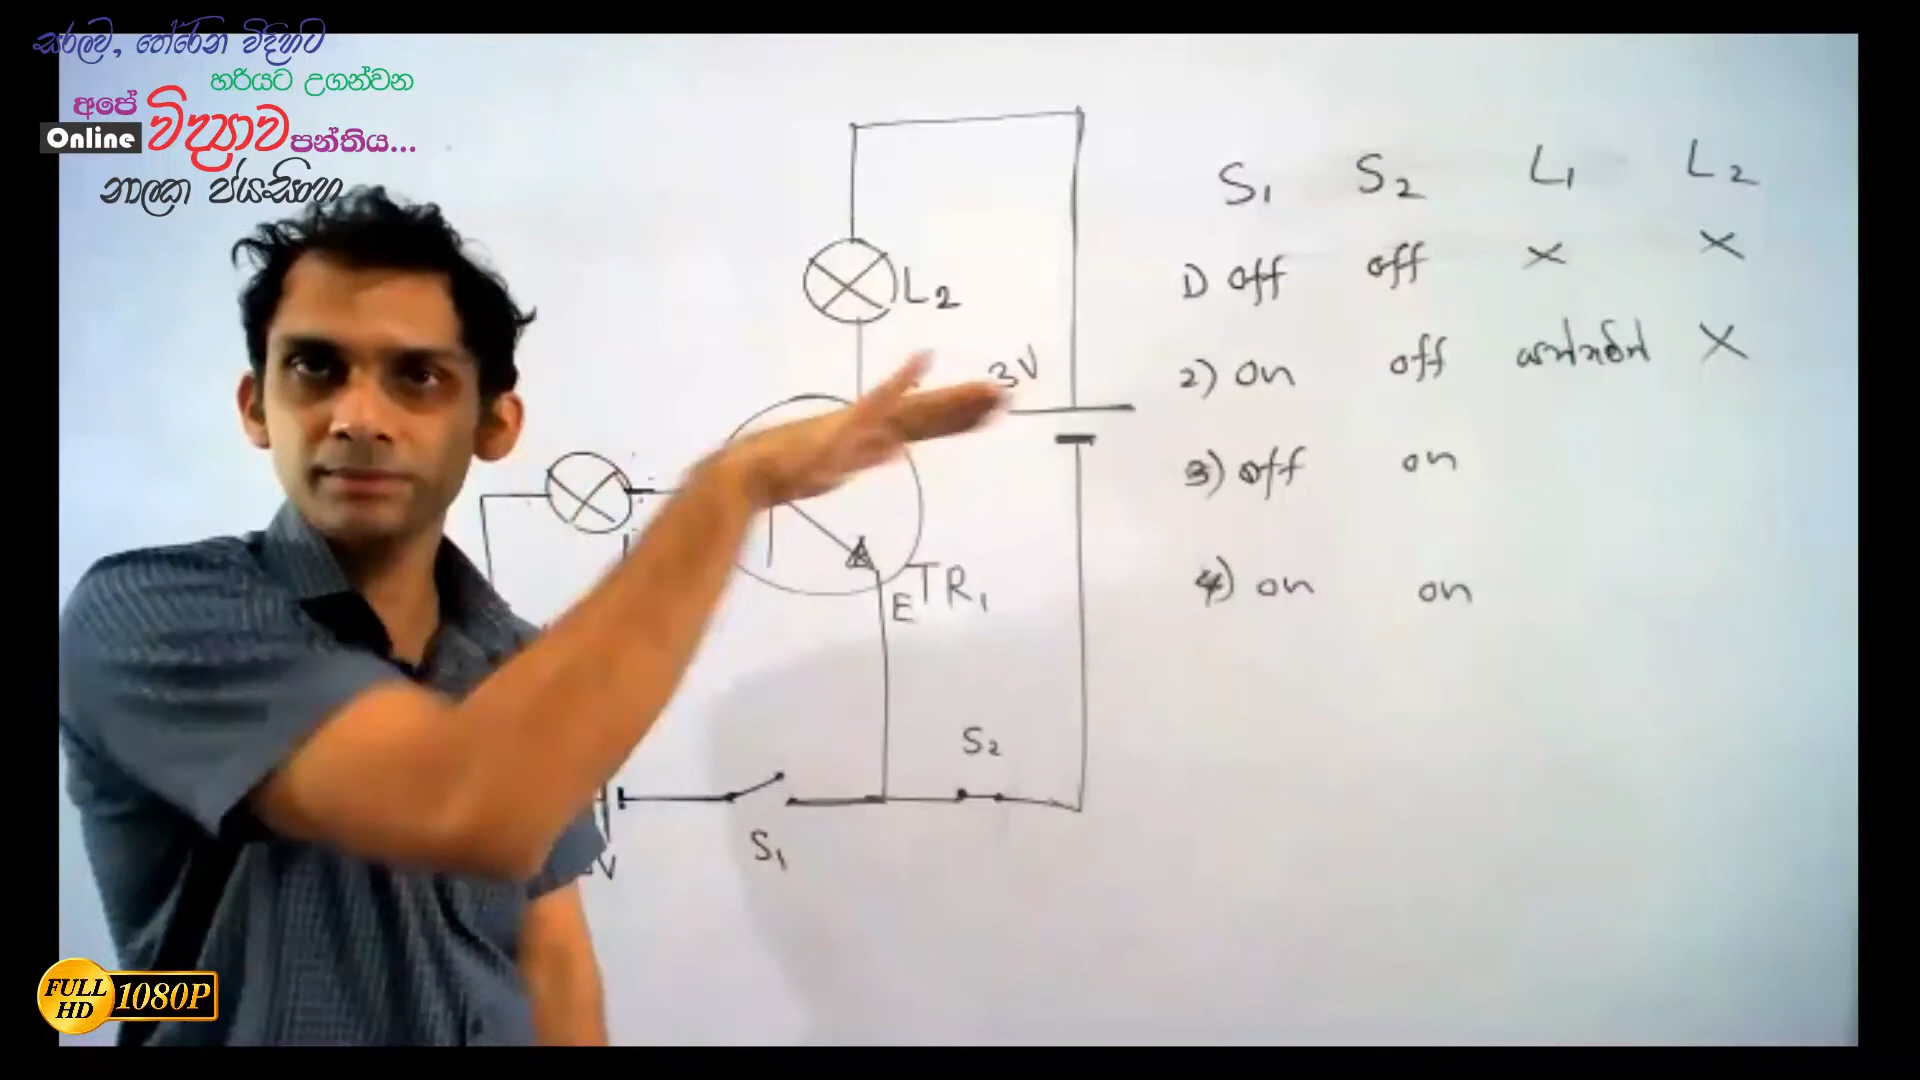 සරලව, තේරෙන විදිහට
හරියට උගන්වන
අපේ
Online විද්‍යාව පන්තිය...
නාලක ජයසිංහ
S1 S2 L1 L2
1) off off × ×
L2
2) on off ×
3V
3) off on
4) on on
E TR1
S2
S1
V
FULL HD 1080P